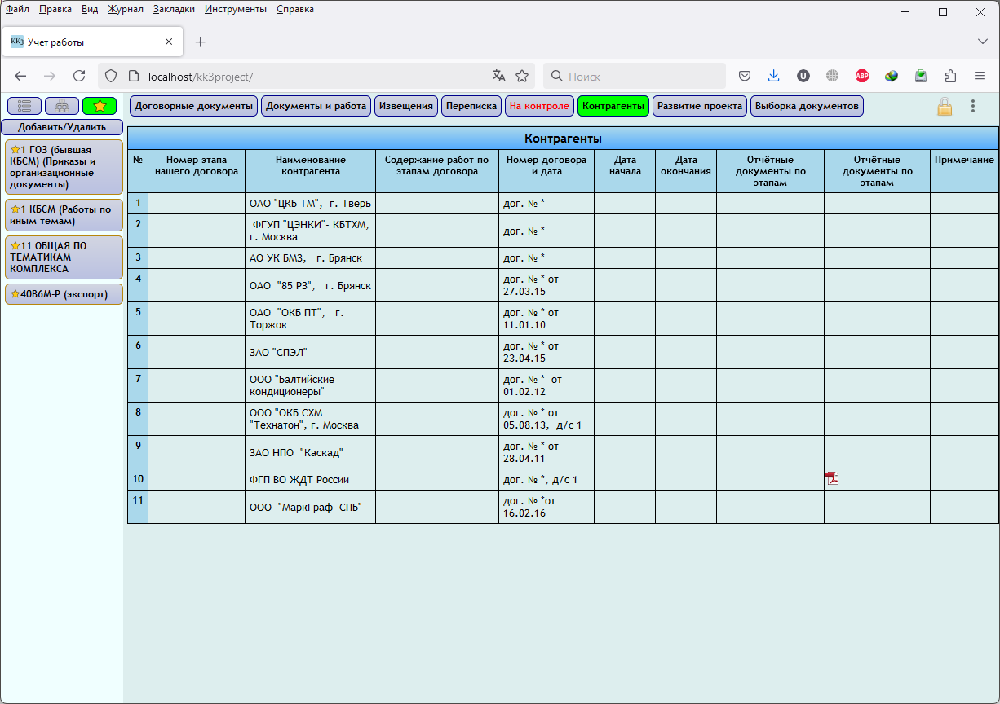 Файл Правка Вид Журнал Закладки Инструменты Справка
КК3 Учет работы
localhost/kk3project/
Поиск
U
ABP
Договорные документы Документы и работа Извещения Переписка На контроле Контрагенты Развитие проекта Выборка документов
Добавить/Удалить
1 ГОЗ (бывшая
КБСМ) (Приказы и
организационные
документы)
1 КБСМ (Работы по
иным темам)
11 ОБЩАЯ ПО
ТЕМАТИКАМ
КОМПЛЕКСА
40В6М-Р (экспорт)
Контрагенты
№
Номер этапа
нашего договора
Наименование
контрагента
Содержание работ по
этапам договора
Номер договора
и дата
Дата
начала
Дата
окончания
Отчётные
документы по
этапам
Отчётные
документы по
этапам
Примечание
1 ОАО "ЦКБ ТМ", г. Тверь дог. № *
2 ФГУП "ЦЭНКИ"- КБТХМ,
г. Москва
дог. № *
3 АО УК БМЗ, г. Брянск дог. № *
4 ОАО "85 РЗ", г. Брянск
дог. № * от
27.03.15
5 ОАО "ОКБ ПТ", г.
Торжок
дог. № * от
11.01.10
6 ЗАО "СПЭЛ"
дог. № * от
23.04.15
7 ООО "Балтийские
кондиционеры"
дог. № * от
01.02.12
8 ООО "ОКБ СХМ
"Технатон", г. Москва
дог. № * от
05.08.13, д/с 1
9 ЗАО НПО "Каскад"
дог. № * от
28.04.11
10 ФГП ВО ЖДТ России дог. № *, д/с 1
11 ООО "МаркГраф СПБ"
дог. № *от
16.02.16